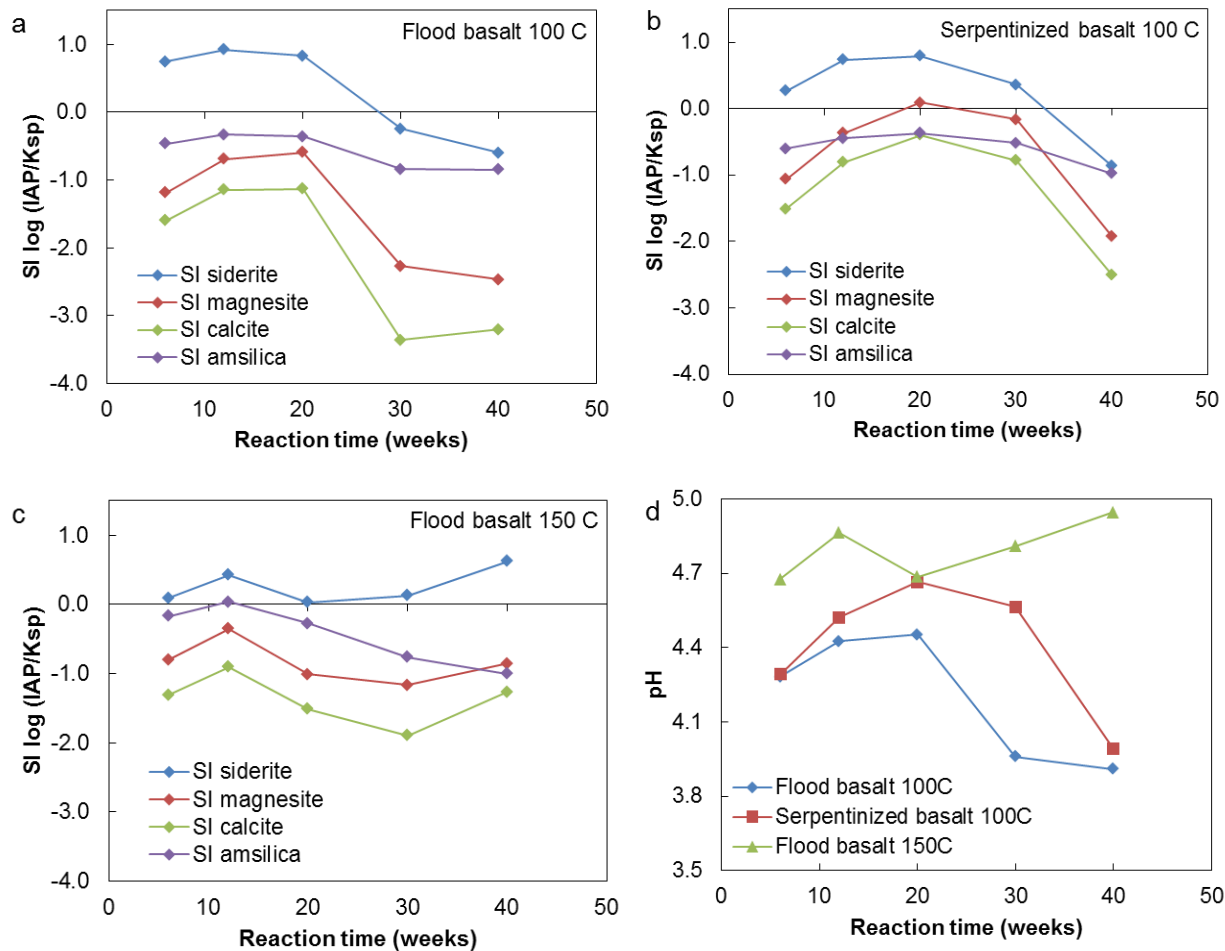 a
Flood basalt 100 C
1.0
0.0
-1.0
-2.0
-3.0
-4.0
SI log (IAP/Ksp)
SI siderite
SI magnesite
SI calcite
SI amsilica
0 10 20 30 40 50
Reaction time (weeks)
b
Serpentinized basalt 100 C
1.0
0.0
-1.0
-2.0
-3.0
-4.0
SI log (IAP/Ksp)
SI siderite
SI magnesite
SI calcite
SI amsilica
0 10 20 30 40 50
Reaction time (weeks)
c
Flood basalt 150 C
1.0
0.0
-1.0
-2.0
-3.0
-4.0
SI log (IAP/Ksp)
SI siderite
SI magnesite
SI calcite
SI amsilica
0 10 20 30 40 50
Reaction time (weeks)
d
5.0
4.7
4.4
4.1
3.8
3.5
pH
Flood basalt 100C
Serpentinized basalt 100C
Flood basalt 150C
0 10 20 30 40 50
Reaction time (weeks)